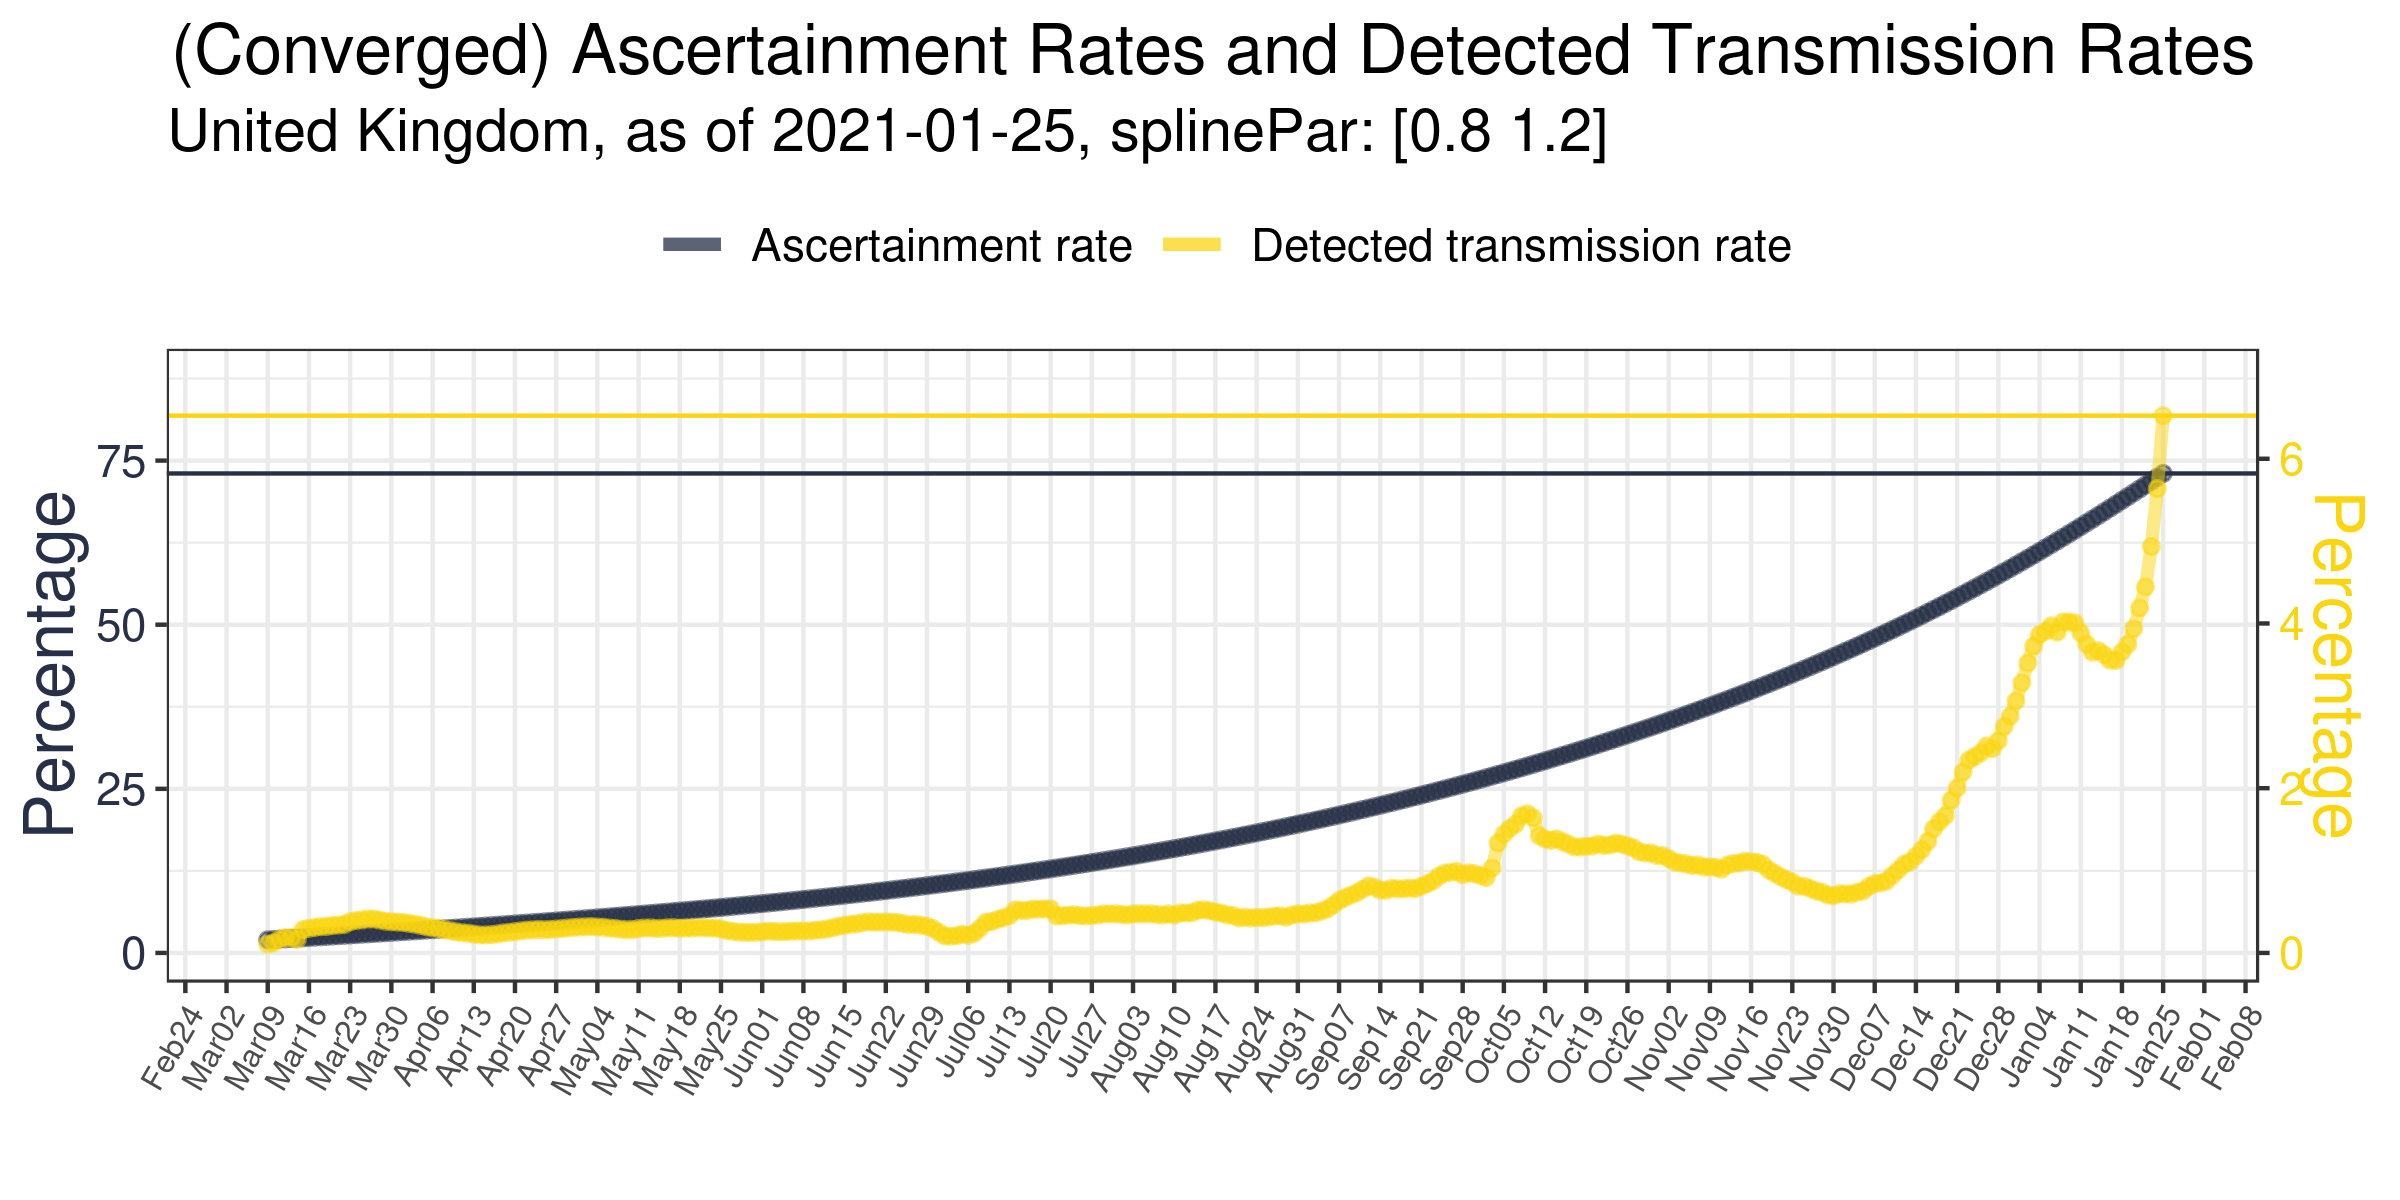 (Converged) Ascertainment Rates and Detected Transmission Rates
United Kingdom, as of 2021-01-25, splinePar: [0.8 1.2]
Ascertainment rate Detected transmission rate
Percentage
75
50
25
0
6
4
2
0
Percentage
Feb24 Mar02 Mar09 Mar16 Mar23 Mar30 Apr06 Apr13 Apr20 Apr27 May04 May11 May18 May25 Jun01 Jun08 Jun15 Jun22 Jun29 Jul06 Jul13 Jul20 Jul27 Aug03 Aug10 Aug17 Aug24 Aug31 Sep07 Sep14 Sep21 Sep28 Oct05 Oct12 Oct19 Oct26 Nov02 Nov09 Nov16 Nov23 Nov30 Dec07 Dec14 Dec21 Dec28 Jan04 Jan11 Jan18 Jan25 Feb01 Feb08